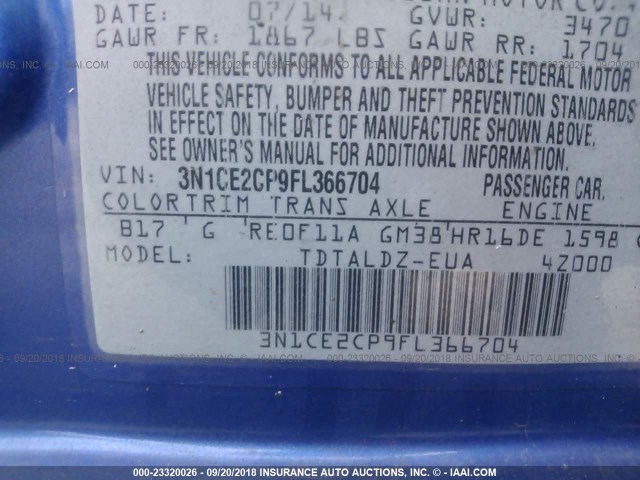 DATE: 07/14 MOTOR CO.,
GVWR: 3470
GAWR FR: 1867 LBS GAWR RR: 1704
THIS VEHICLE CONFORMS TO ALL APPLICABLE FEDERAL MOTOR
VEHICLE SAFETY, BUMPER AND THEFT PREVENTION STANDARDS
IN EFFECT ON THE DATE OF MANUFACTURE SHOWN ABOVE.
SEE OWNER'S MANUAL FOR ADDITIONAL INFORMATION.
VIN: 3N1CE2CP9FL366704 PASSENGER CAR.
COLOR TRIM TRANS AXLE ENGINE
B17 G RE0F11A GM38 HR16DE 1598
MODEL: TDTALDZ-EUA 4Z000
3N1CE2CP9FL366704
000-23320026 - 09/20/2018 INSURANCE AUTO AUCTIONS - © - IAAI.COM